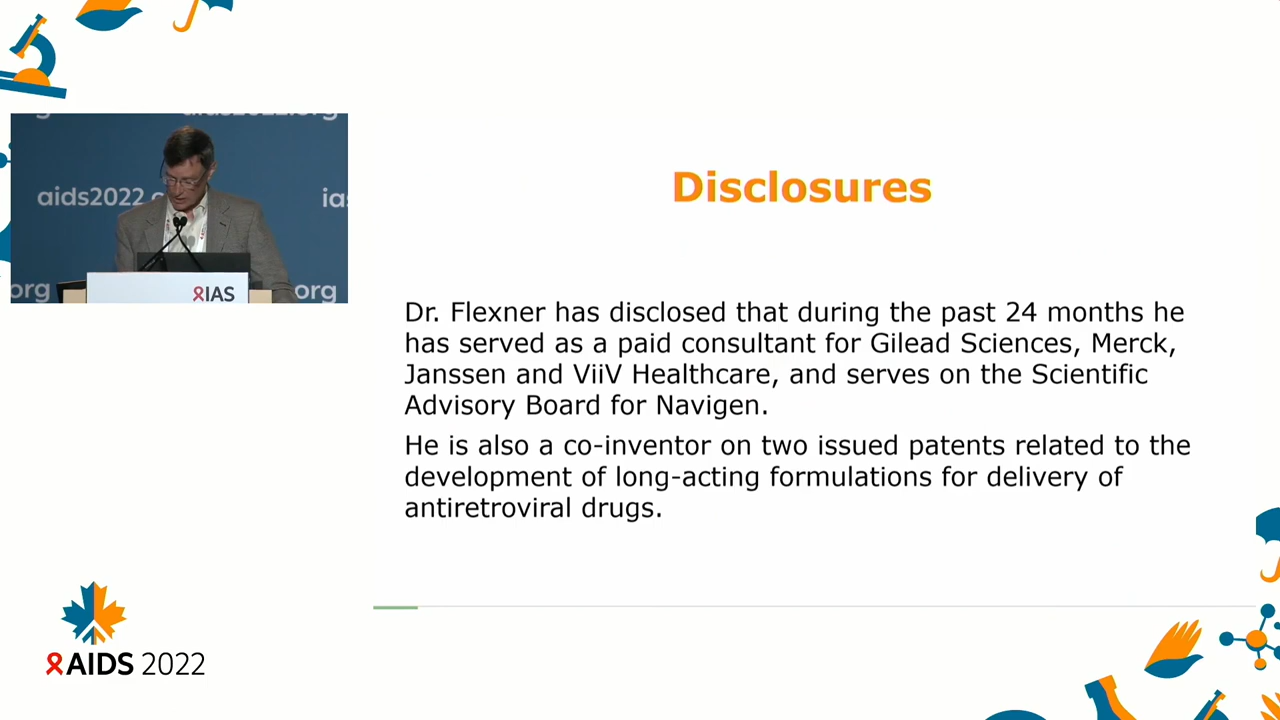 aids2022.org
aids2022
ias
org
IAS
org
Disclosures
Dr. Flexner has disclosed that during the past 24 months he
has served as a paid consultant for Gilead Sciences, Merck,
Janssen and ViiV Healthcare, and serves on the Scientific
Advisory Board for Navigen.
He is also a co-inventor on two issued patents related to the
development of long-acting formulations for delivery of
antiretroviral drugs.
AIDS 2022